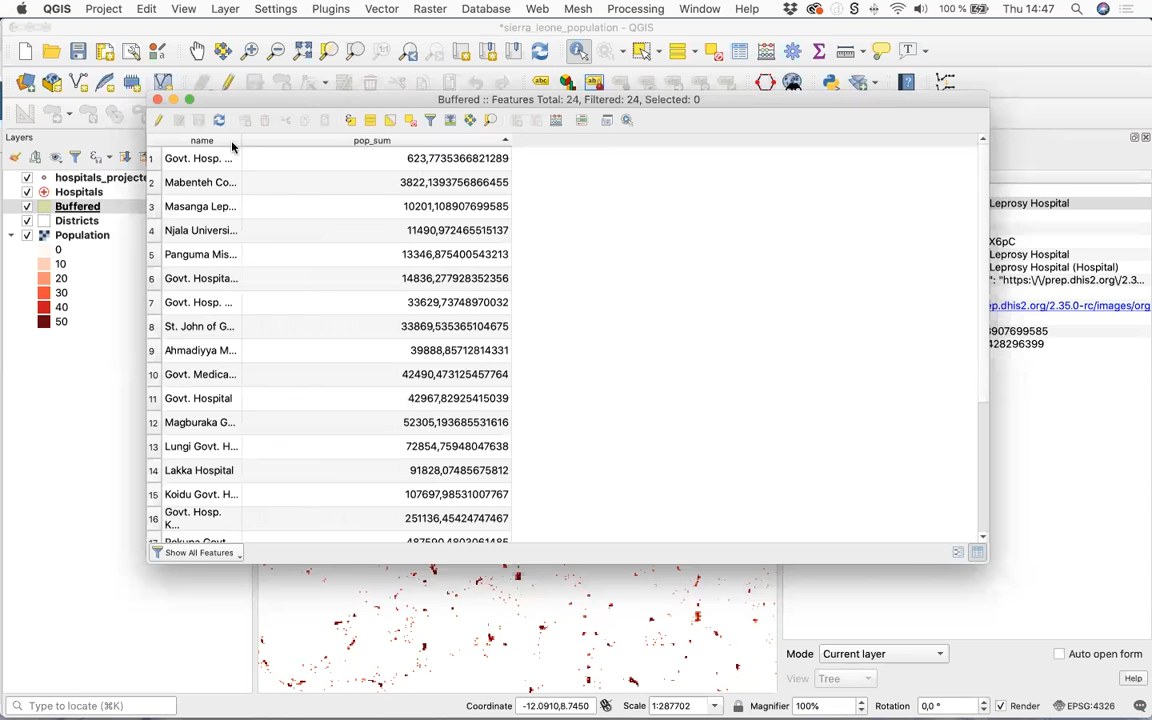 QGIS Project Edit View Layer Settings Plugins Vector Raster Database Web Mesh Processing Window Help 100 % Thu 14:47
*sierra_leone_population — QGIS
Buffered :: Features Total: 24, Filtered: 24, Selected: 0
Layers
hospitals_projecte
Hospitals
Buffered
Districts
Population
0
10
20
30
40
50
name pop_sum
1 Govt. Hosp. ... 623,7735366821289
2 Mabenteh Co... 3822,1393756866455
3 Masanga Lep... 10201,108907699585
4 Njala Universi... 11490,972465515137
5 Panguma Mis... 13346,875400543213
6 Govt. Hospita... 14836,277928352356
7 Govt. Hosp. ... 33629,73748970032
8 St. John of G... 33869,535365104675
9 Ahmadiyya M... 39888,85712814331
10 Govt. Medica... 42490,473125457764
11 Govt. Hospital 42967,82925415039
12 Magburaka G... 52305,193685531616
13 Lungi Govt. H... 72854,75948047638
14 Lakka Hospital 91828,07485675812
15 Koidu Govt. H... 107697,98531007767
16 Govt. Hosp. K... 251136,45424747467
17 Rokupa Govt 487590,4803061485
Show All Features
Leprosy Hospital
X6pC
Leprosy Hospital
Leprosy Hospital (Hospital)
": "https:\/\/prep.dhis2.org\/2.3...
ep.dhis2.org/2.35.0-rc/images/org
8907699585
428296399
Mode Current layer Auto open form
View Tree Help
Type to locate (⌘K) Coordinate -12.0910,8.7450 Scale 1:287702 Magnifier 100% Rotation 0,0 ° Render EPSG:4326